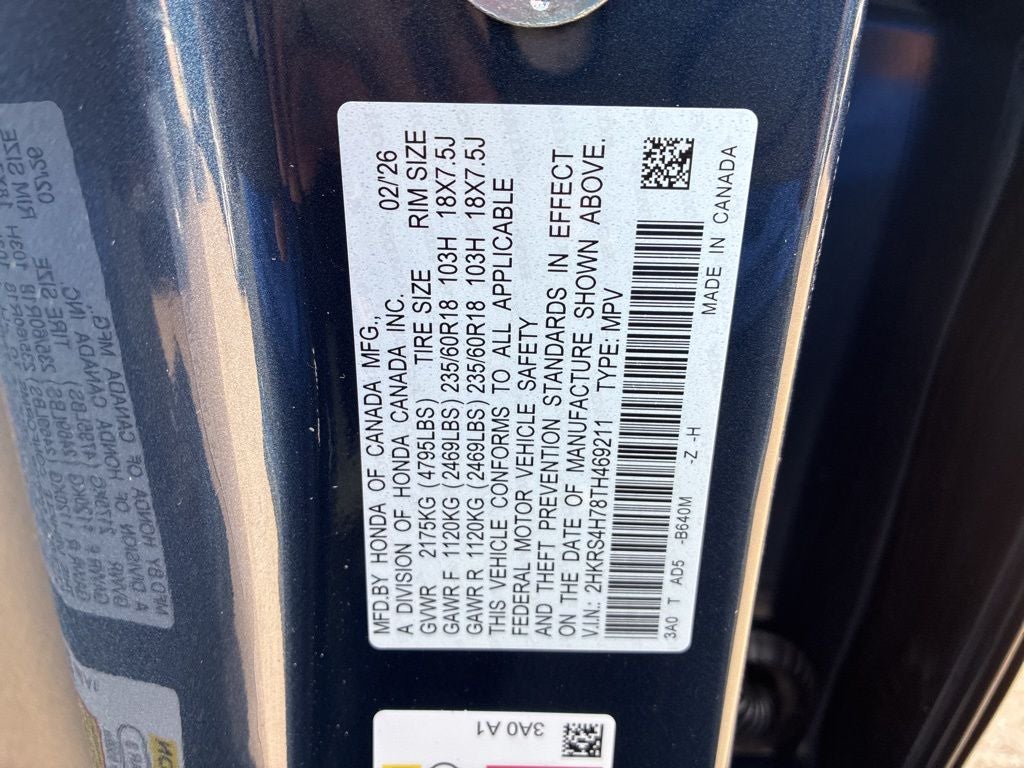 MFD.BY HONDA OF CANADA MFG., 02/'26
A DIVISION OF HONDA CANADA INC.
GVWR 2175KG (4795LBS) TIRE SIZE RIM SIZE
GAWR F 1120KG (2469LBS) 235/60R18 103H 18X7.5J
GAWR R 1120KG (2469LBS) 235/60R18 103H 18X7.5J
THIS VEHICLE CONFORMS TO ALL APPLICABLE
FEDERAL MOTOR VEHICLE SAFETY
AND THEFT PREVENTION STANDARDS IN EFFECT
ON THE DATE OF MANUFACTURE SHOWN ABOVE.
V.I.N.: 2HKRS4H78TH469211 TYPE: MPV
3A0 T AD5 -B640M -Z -H
MADE IN CANADA
3A0 A1